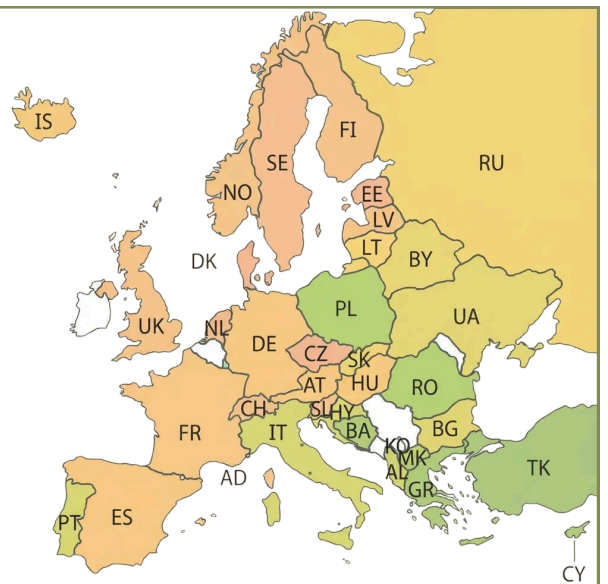 IS
FI
SE
RU
NO
EE
LV
LT
DK
BY
PL
UA
UK
NL
DE
CZ
SK
AT
HU
RO
CH
SL
HY
IT
BA
BG
FR
KO
MK
AL
TK
AD
GR
PT
ES
CY